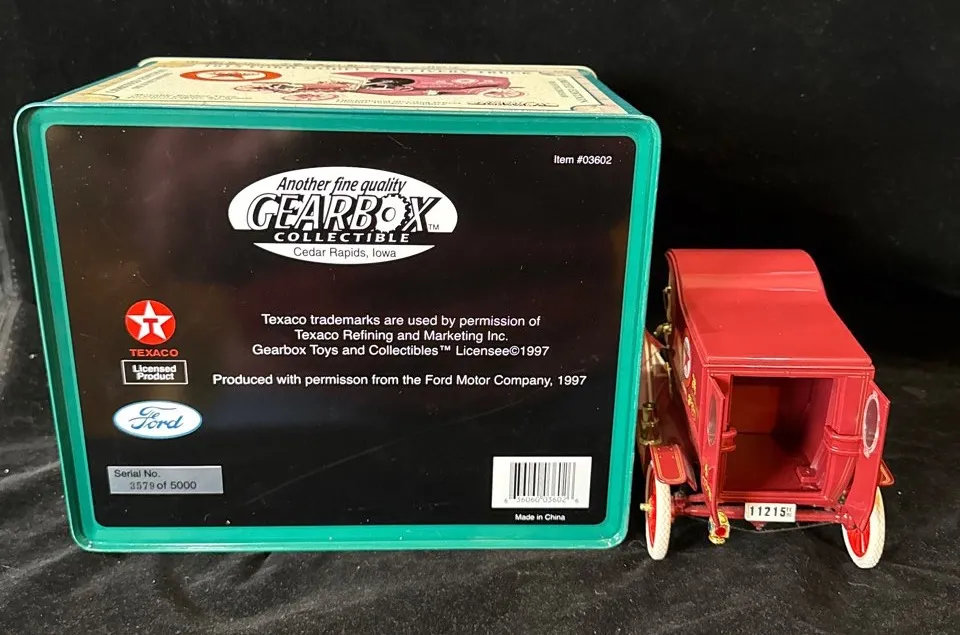 Item #03602
Another fine quality
GEARBOX™
COLLECTIBLE
Cedar Rapids, Iowa
Texaco trademarks are used by permission of
Texaco Refining and Marketing Inc.
Gearbox Toys and Collectibles™ Licensee©1997
Produced with permisson from the Ford Motor Company, 1997
T
TEXACO
Licensed
Product
Ford
Serial No.
3579 of 5000
Made in China
11215